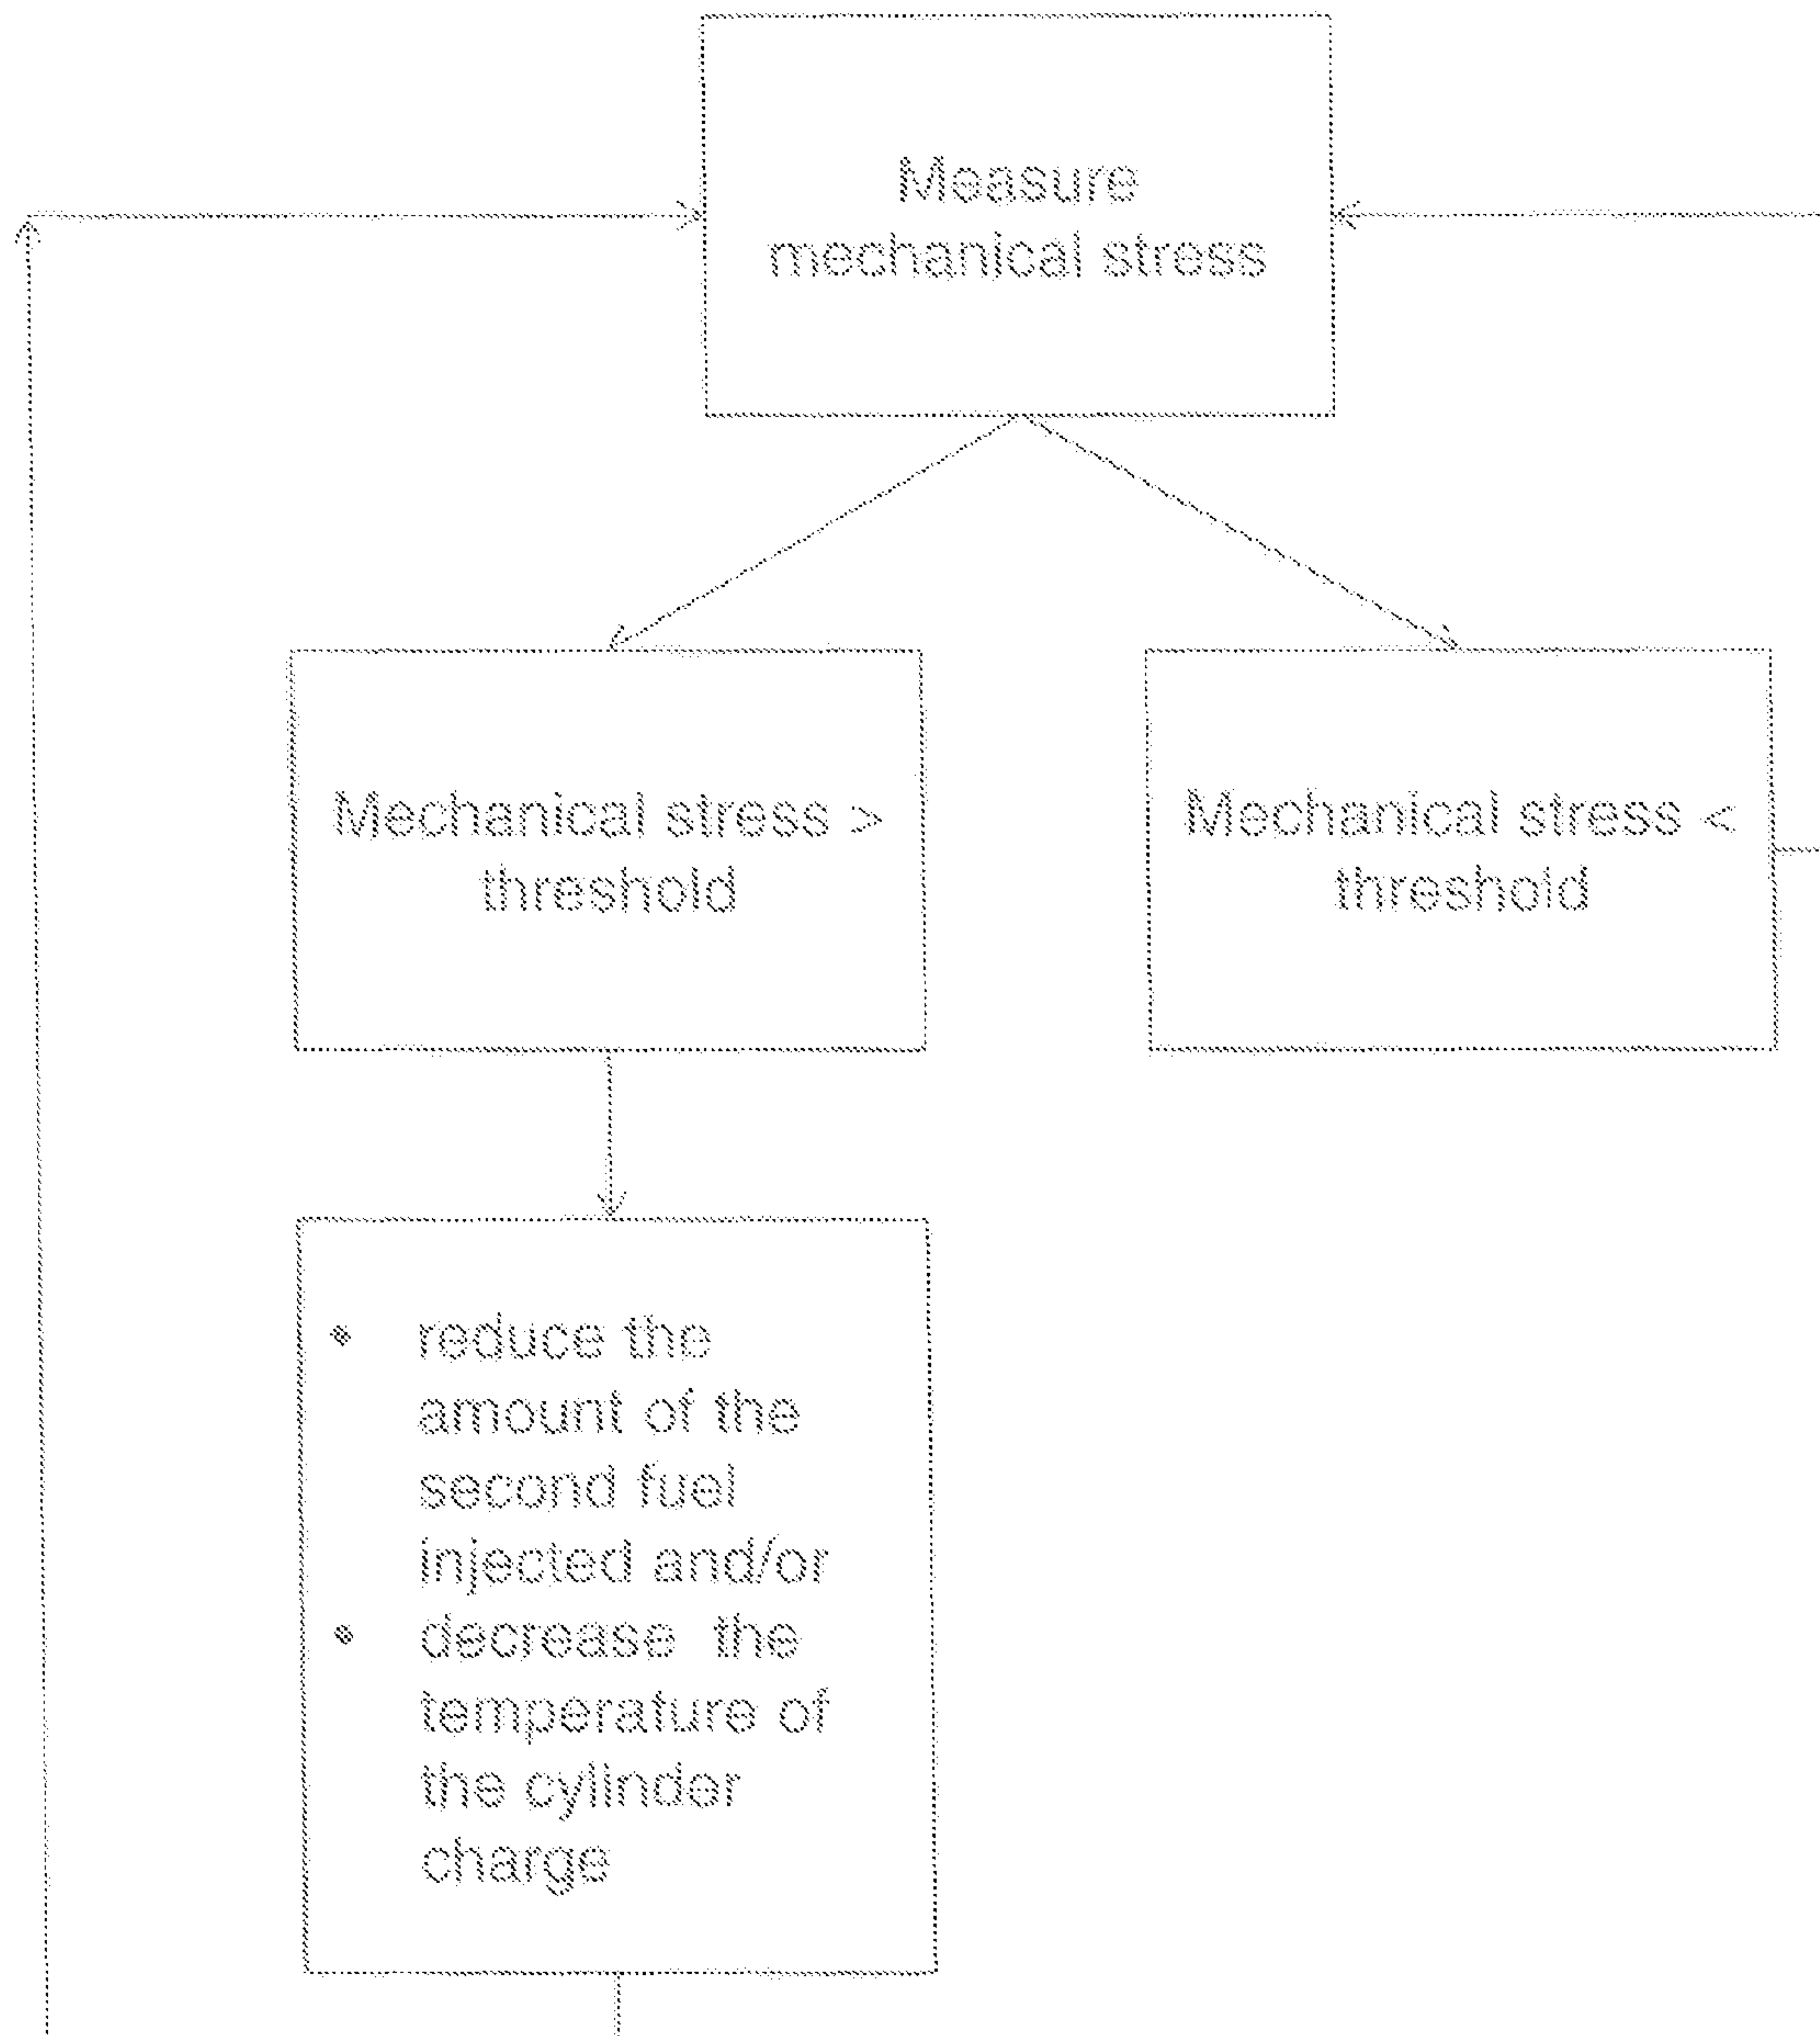 Measure
mechanical stress
Mechanical stress >
threshold
Mechanical stress <
threshold
• reduce the
amount of the
second fuel
injected and/or
• decrease the
temperature of
the cylinder
charge